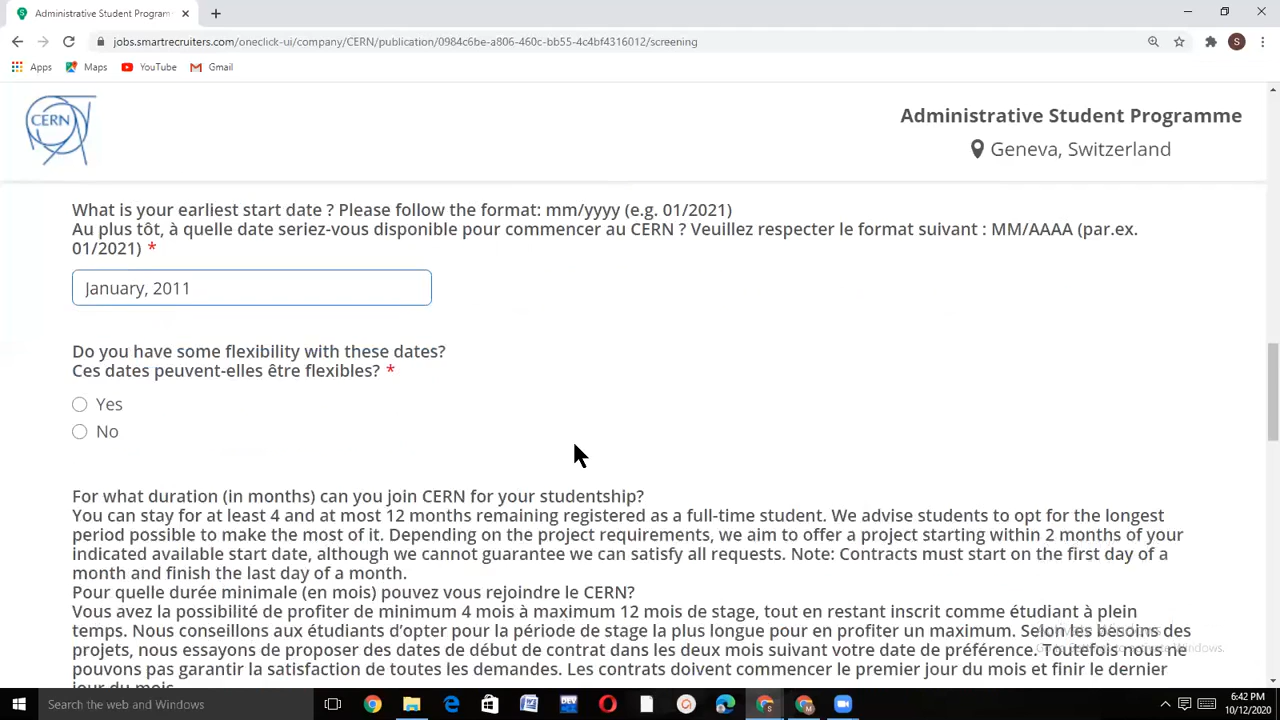 Administrative Student Program
jobs.smartrecruiters.com/oneclick-ui/company/CERN/publication/0984c6be-a806-460c-bb55-4c4bf4316012/screening
S
Apps
Maps
YouTube
Gmail
CERN
Administrative Student Programme
Geneva, Switzerland
What is your earliest start date ? Please follow the format: mm/yyyy (e.g. 01/2021)
Au plus tôt, à quelle date seriez-vous disponible pour commencer au CERN ? Veuillez respecter le format suivant : MM/AAAA (par.ex.
01/2021) *
January, 2011
Do you have some flexibility with these dates?
Ces dates peuvent-elles être flexibles? *
Yes
No
For what duration (in months) can you join CERN for your studentship?
You can stay for at least 4 and at most 12 months remaining registered as a full-time student. We advise students to opt for the longest
period possible to make the most of it. Depending on the project requirements, we aim to offer a project starting within 2 months of your
indicated available start date, although we cannot guarantee we can satisfy all requests. Note: Contracts must start on the first day of a
month and finish the last day of a month.
Pour quelle durée minimale (en mois) pouvez vous rejoindre le CERN?
Vous avez la possibilité de profiter de minimum 4 mois à maximum 12 mois de stage, tout en restant inscrit comme étudiant à plein
temps. Nous conseillons aux étudiants d'opter pour la période de stage la plus longue pour en profiter un maximum. Selon les besoins des
projets, nous essayons de proposer des dates de début de contrat dans les deux mois suivant votre date de préférence. Toutefois nous ne
pouvons pas garantir la satisfaction de toutes les demandes. Les contrats doivent commencer le premier jour du mois et finir le dernier
jour du mois.
Search the web and Windows
DEV
6:42 PM
10/12/2020